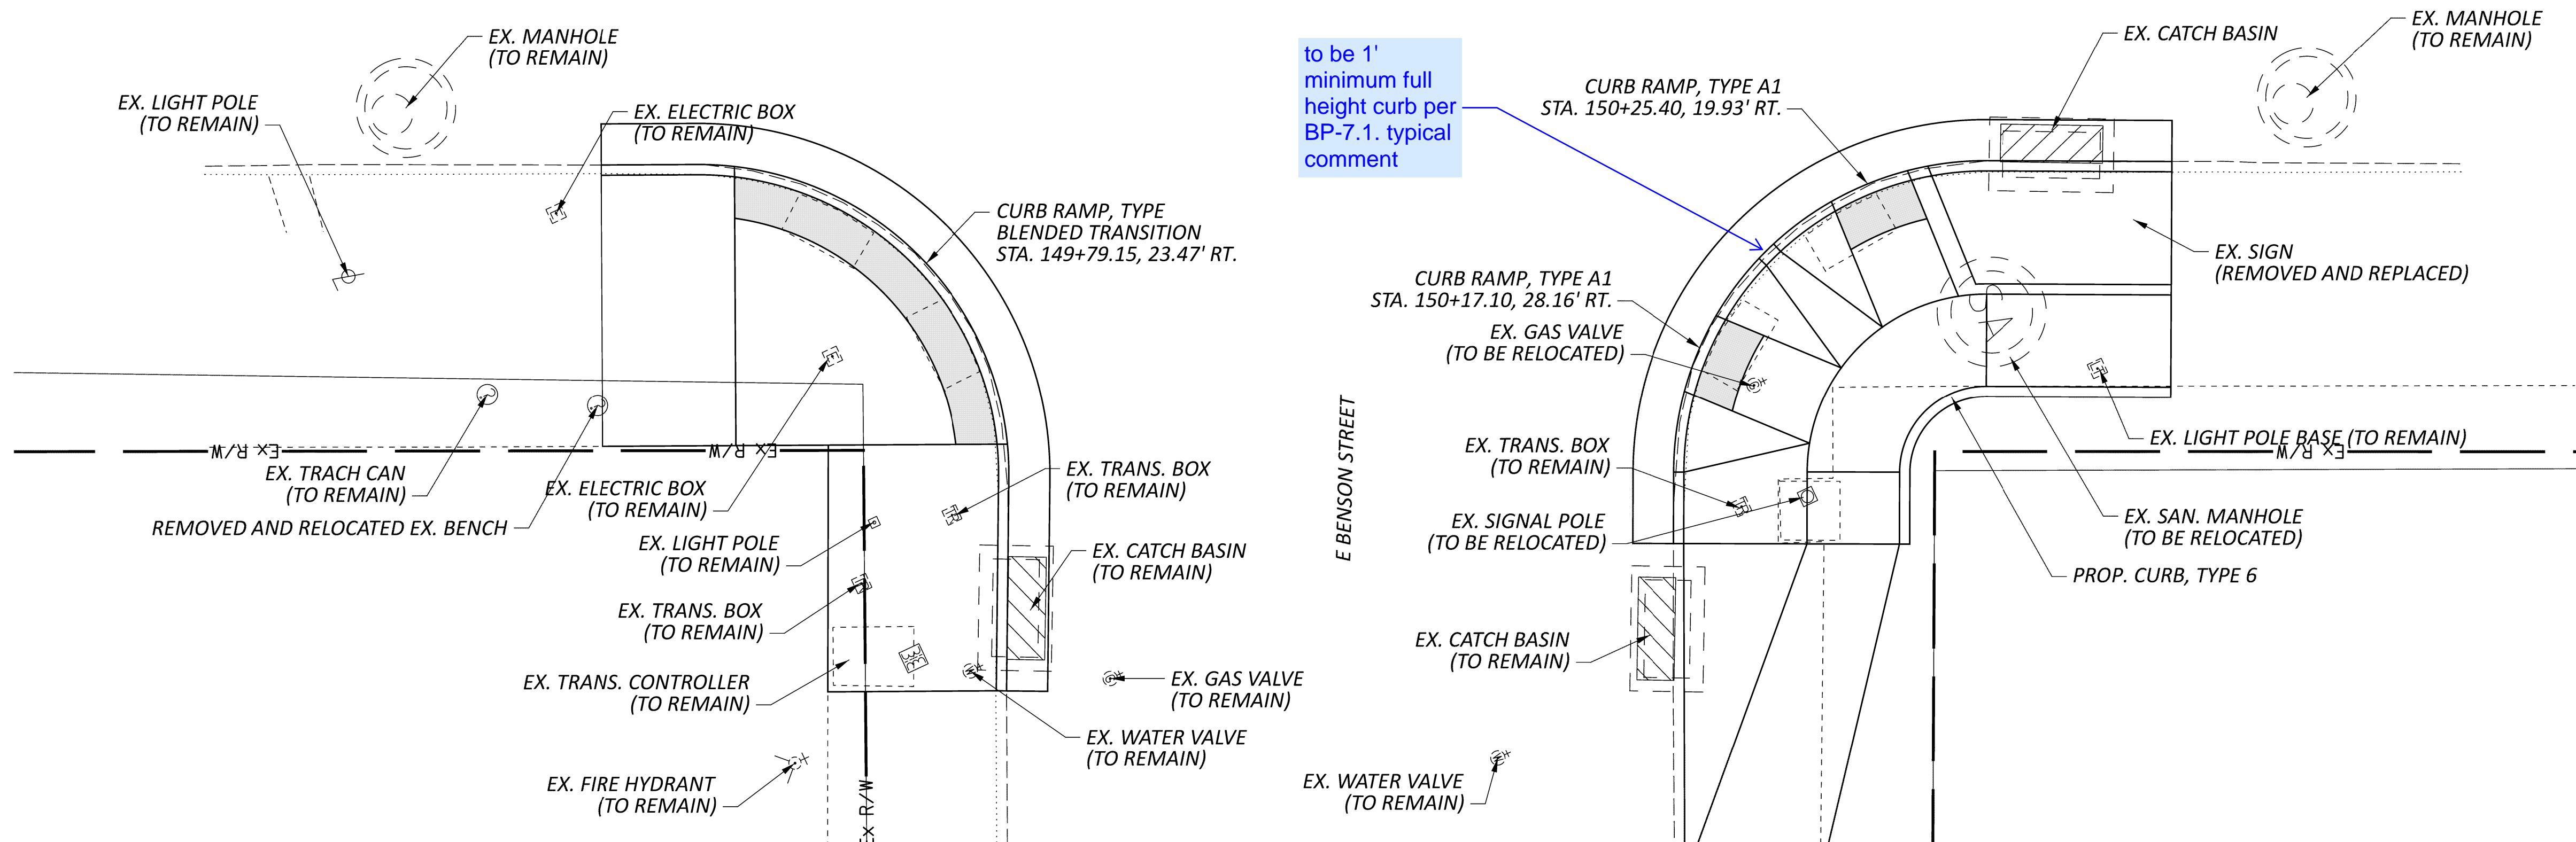 EX. MANHOLE
(TO REMAIN)
EX. LIGHT POLE
(TO REMAIN)
EX. ELECTRIC BOX
(TO REMAIN)
CURB RAMP, TYPE
BLENDED TRANSITION
STA. 149+79.15, 23.47' RT.
EX R/W
EX R/W
EX. TRACH CAN
(TO REMAIN)
REMOVED AND RELOCATED EX. BENCH
EX. ELECTRIC BOX
(TO REMAIN)
EX. TRANS. BOX
(TO REMAIN)
EX. LIGHT POLE
(TO REMAIN)
EX. CATCH BASIN
(TO REMAIN)
EX. TRANS. BOX
(TO REMAIN)
EX. TRANS. CONTROLLER
(TO REMAIN)
EX. GAS VALVE
(TO REMAIN)
EX. WATER VALVE
(TO REMAIN)
EX. FIRE HYDRANT
(TO REMAIN)
EX R/W
E BENSON STREET
to be 1'
minimum full
height curb per
BP-7.1. typical
comment
CURB RAMP, TYPE A1
STA. 150+25.40, 19.93' RT.
EX. CATCH BASIN
EX. MANHOLE
(TO REMAIN)
EX. SIGN
(REMOVED AND REPLACED)
CURB RAMP, TYPE A1
STA. 150+17.10, 28.16' RT.
EX. GAS VALVE
(TO BE RELOCATED)
EX. LIGHT POLE BASE (TO REMAIN)
EX R/W
EX. TRANS. BOX
(TO REMAIN)
EX. SIGNAL POLE
(TO BE RELOCATED)
EX. SAN. MANHOLE
(TO BE RELOCATED)
PROP. CURB, TYPE 6
EX. CATCH BASIN
(TO REMAIN)
EX. WATER VALVE
(TO REMAIN)